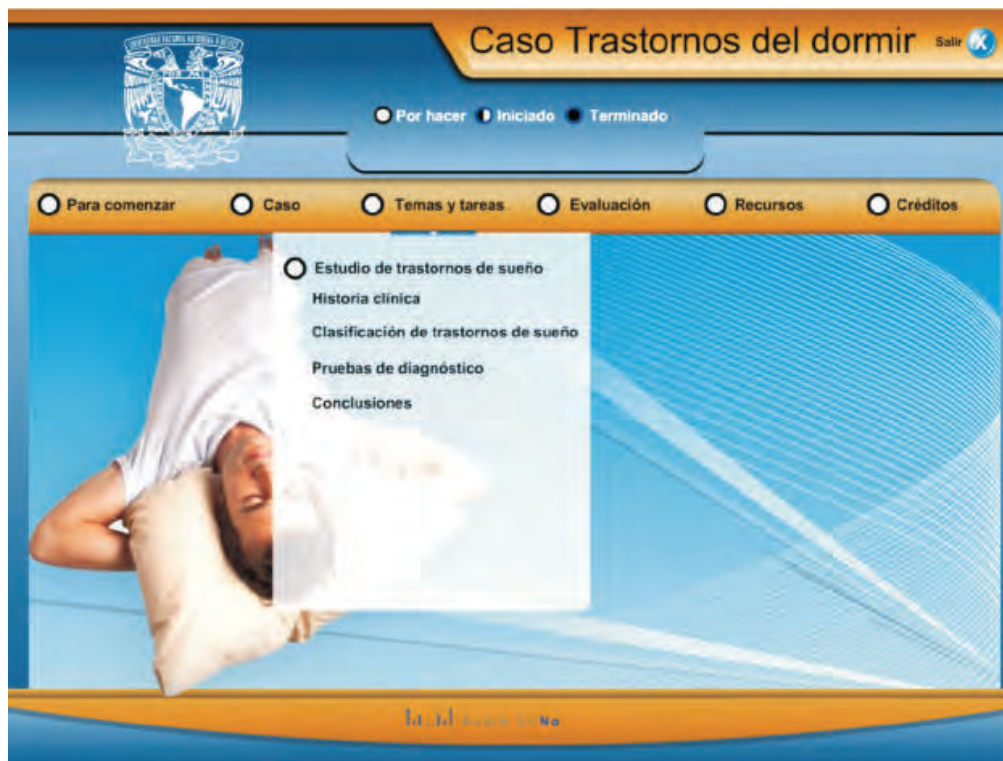 Caso Trastornos del dormir
Salir X
Por hacer Iniciado Terminado
Para comenzar Caso Temas y tareas Evaluación Recursos Créditos
Estudio de trastornos de sueño
Historia clínica
Clasificación de trastornos de sueño
Pruebas de diagnóstico
Conclusiones
No